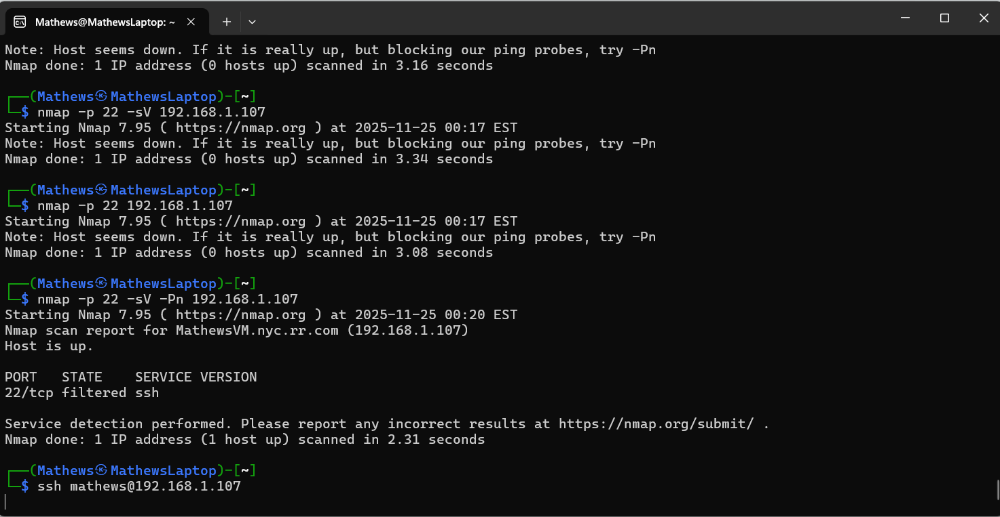 Mathews@MathewsLaptop: ~
Note: Host seems down. If it is really up, but blocking our ping probes, try -Pn
Nmap done: 1 IP address (0 hosts up) scanned in 3.16 seconds
┌──(Mathews㉿MathewsLaptop)-[~]
└─$ nmap -p 22 -sV 192.168.1.107
Starting Nmap 7.95 ( https://nmap.org ) at 2025-11-25 00:17 EST
Note: Host seems down. If it is really up, but blocking our ping probes, try -Pn
Nmap done: 1 IP address (0 hosts up) scanned in 3.34 seconds
┌──(Mathews㉿MathewsLaptop)-[~]
└─$ nmap -p 22 192.168.1.107
Starting Nmap 7.95 ( https://nmap.org ) at 2025-11-25 00:17 EST
Note: Host seems down. If it is really up, but blocking our ping probes, try -Pn
Nmap done: 1 IP address (0 hosts up) scanned in 3.08 seconds
┌──(Mathews㉿MathewsLaptop)-[~]
└─$ nmap -p 22 -sV -Pn 192.168.1.107
Starting Nmap 7.95 ( https://nmap.org ) at 2025-11-25 00:20 EST
Nmap scan report for MathewsVM.nyc.rr.com (192.168.1.107)
Host is up.
PORT   STATE    SERVICE VERSION
22/tcp filtered ssh
Service detection performed. Please report any incorrect results at https://nmap.org/submit/ .
Nmap done: 1 IP address (1 host up) scanned in 2.31 seconds
┌──(Mathews㉿MathewsLaptop)-[~]
└─$ ssh mathews@192.168.1.107